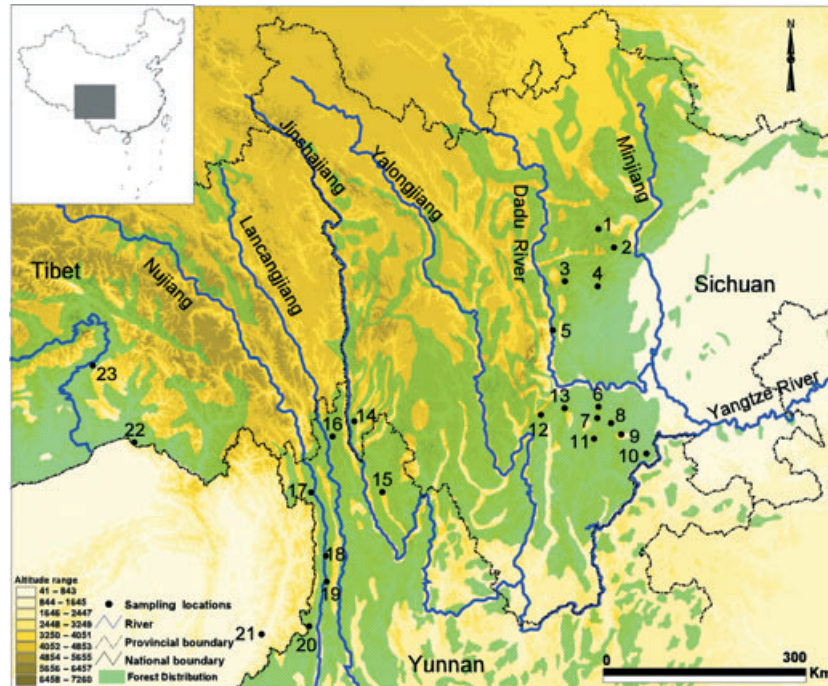 N
Jinshajiang
Yalongjiang
Minjiang
Dadu River
Lancangjiang
Nujiang
Tibet
Sichuan
Yangtze River
Yunnan
1
2
3
4
5
6
7
8
9
10
11
12
13
14
15
16
17
18
19
20
21
22
23
Altitude range
41 – 843
844 – 1645
1646 – 2447
2448 – 3249
3250 – 4051
4052 – 4853
4854 – 5655
5656 – 6457
6458 – 7260
Sampling locations
River
Provincial boundary
National boundary
Forest Distribution
0 300
Km